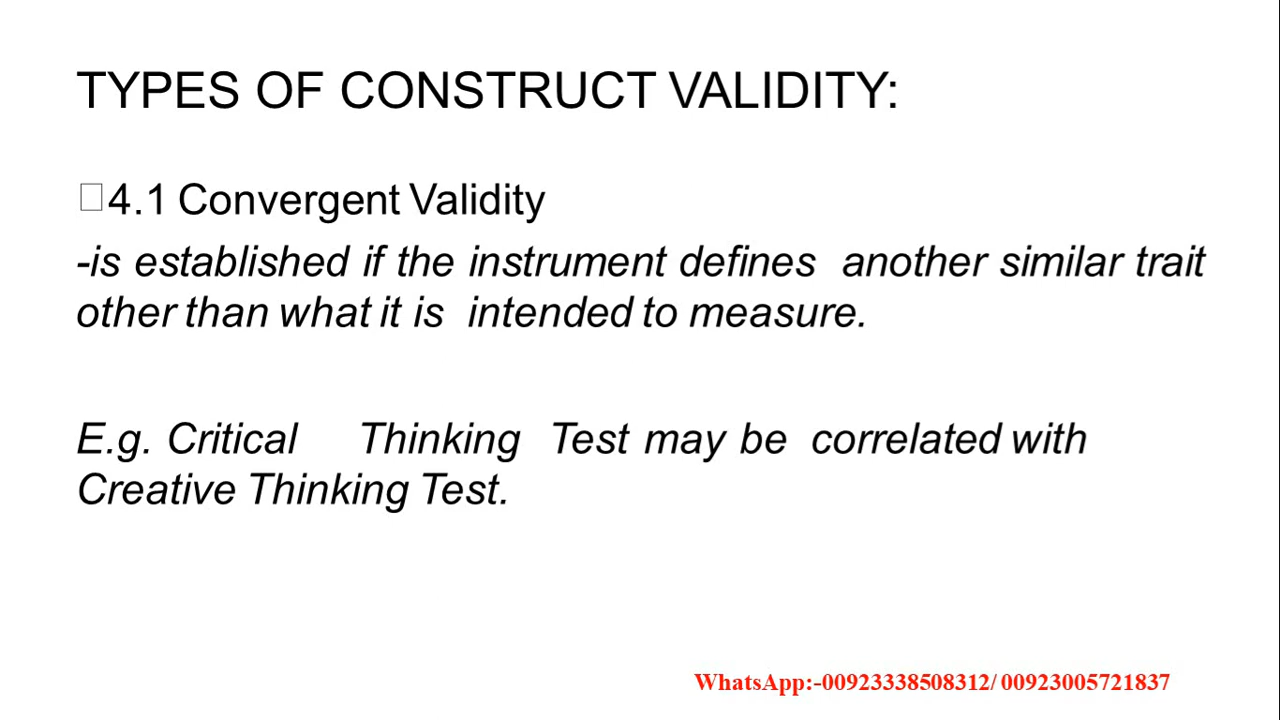 TYPES OF CONSTRUCT VALIDITY:
4.1 Convergent Validity
-is established if the instrument defines another similar trait
other than what it is intended to measure.
E.g. Critical Thinking Test may be correlated with
Creative Thinking Test.
WhatsApp:-00923338508312/ 00923005721837